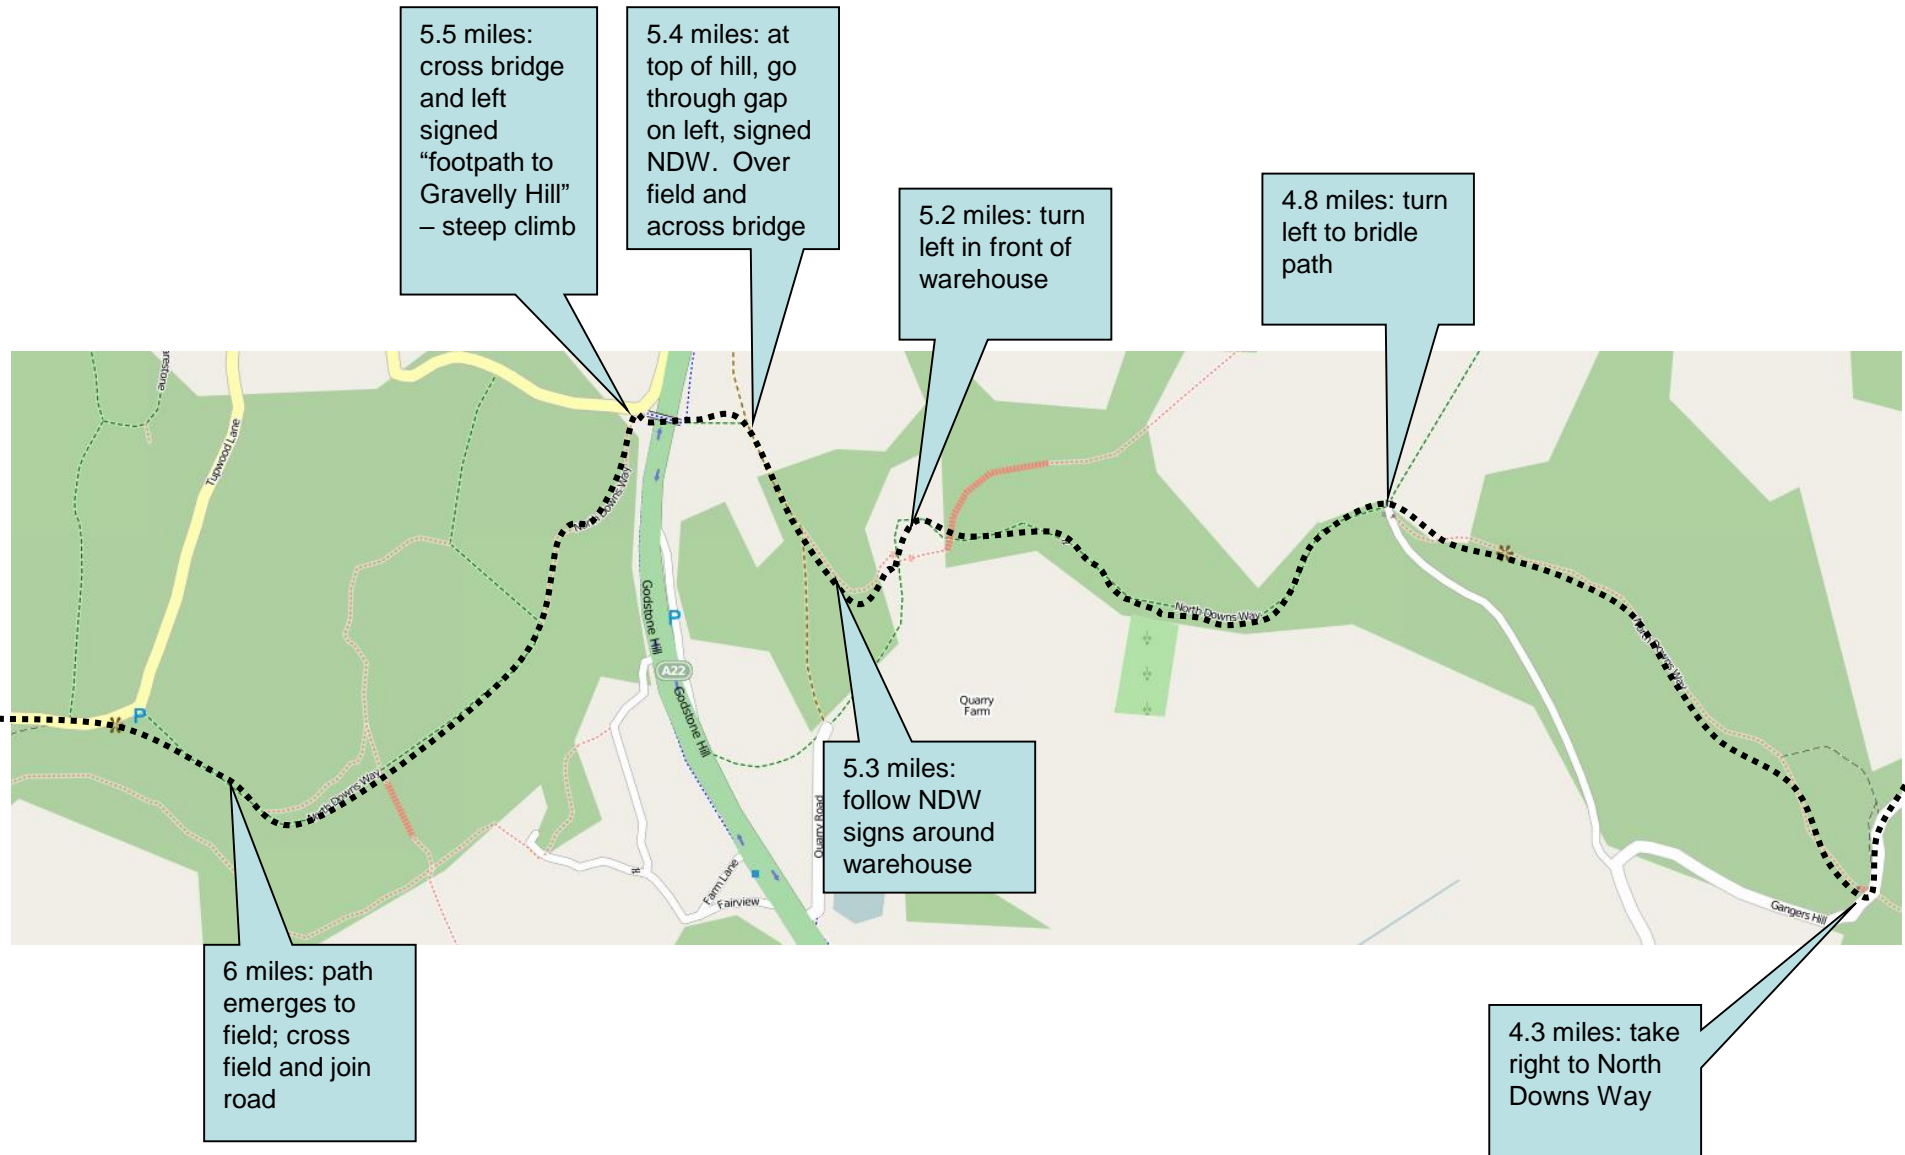 5.5 miles:
cross bridge
and left
signed
“footpath to
Gravelly Hill”
– steep climb
5.4 miles: at
top of hill, go
through gap
on left, signed
NDW. Over
field and
across bridge
5.2 miles: turn
left in front of
warehouse
4.8 miles: turn
left to bridle
path
Tupwood Lane
North Downs Way
Godstone Hill
P
A22
Godstone Hill
North Downs Way
North Downs Way
Quarry
Farm
P
North Downs Way
5.3 miles:
follow NDW
signs around
warehouse
Quarry Road
Farm Lane
Fairview
Gangers Hill
6 miles: path
emerges to
field; cross
field and join
road
4.3 miles: take
right to North
Downs Way